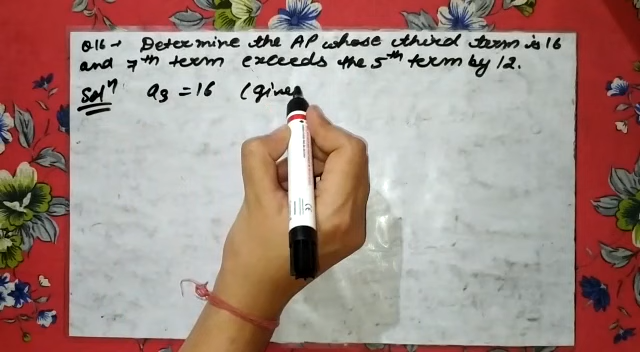 Q16→ Determine the AP whose third term is 16
and 7th term exceeds the 5th term by 12.
Solⁿ a₃ = 16 (give